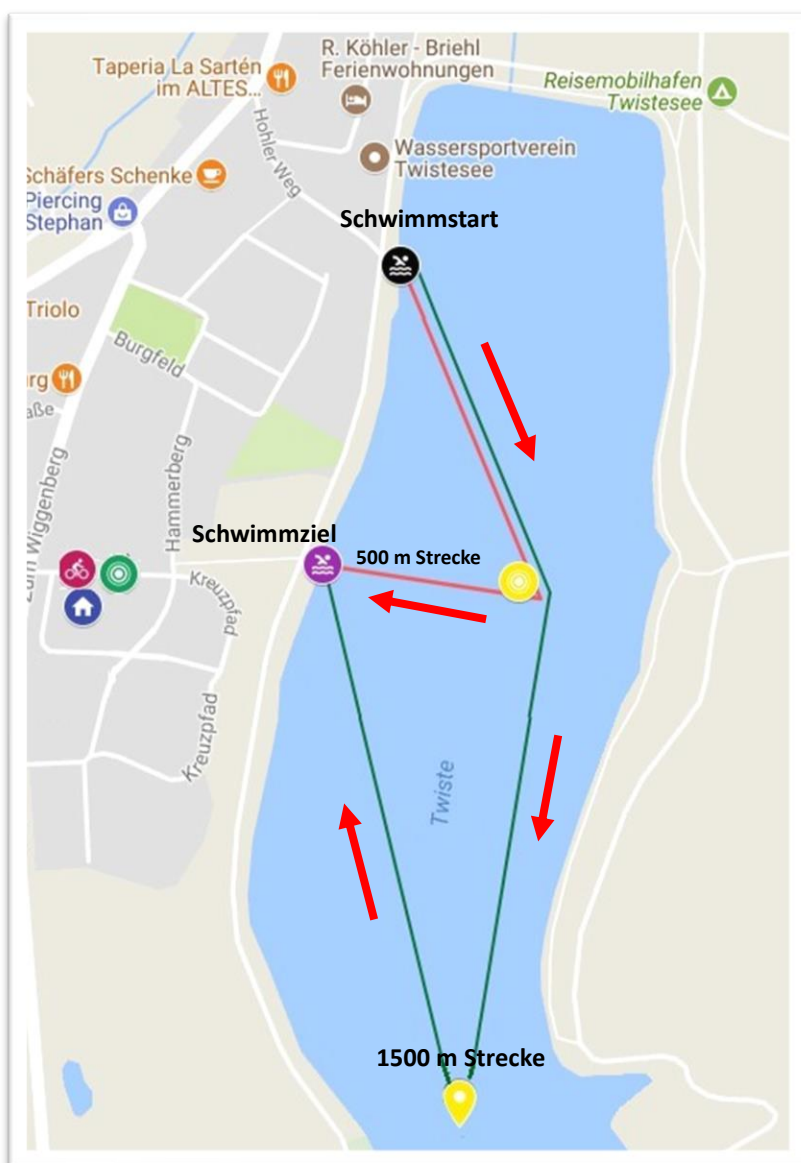 R. Köhler - Briehl
Ferienwohnungen
Taperia La Sartén
im ALTES...
Reisemobilhafen
Twistesee
Hohler Weg
Wassersportverein
Twistesee
Schäfers Schenke
Piercing
Stephan
Schwimmstart
Triolo
Burgfeld
rg
aße
Hammerberg
Zum Wiggenberg
Schwimmziel
500 m Strecke
Kreuzpfad
Kreuzpfad
Twiste
1500 m Strecke